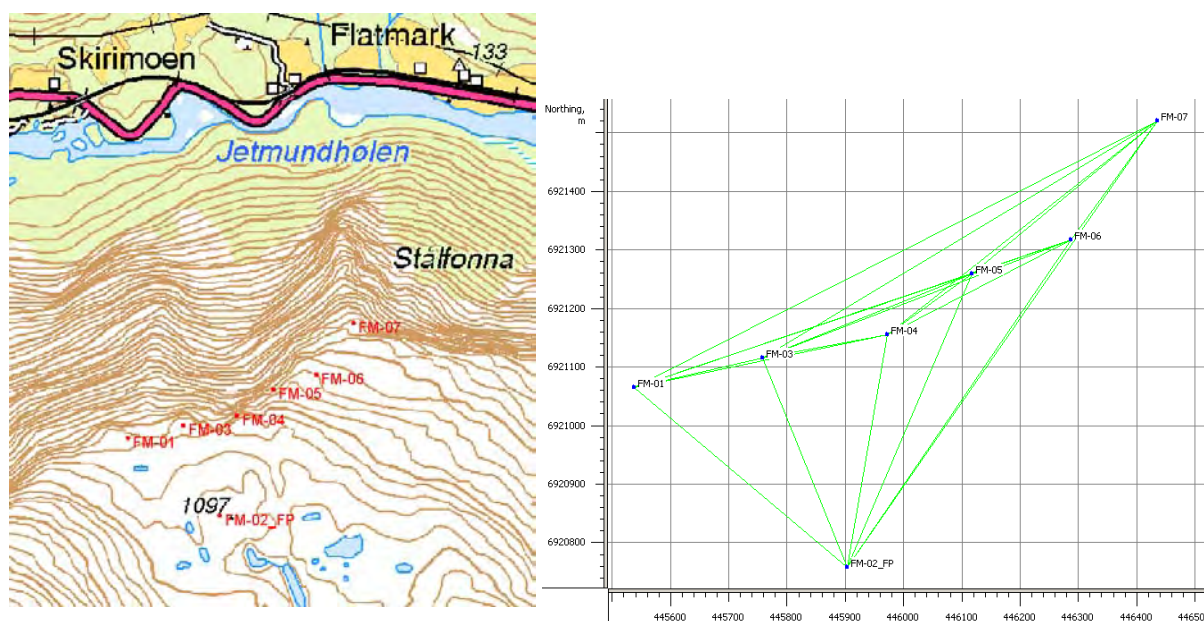 Skirimoen
Flatmark
133
Jetmundhølen
Stålfonna
FM-07
FM-06
FM-05
FM-04
FM-03
FM-01
1097
FM-02_FP
Northing,
m
6921400
6921300
6921200
6921100
6921000
6920900
6920800
FM-07
FM-06
FM-05
FM-04
FM-03
FM-01
FM-02_FP
445600 445700 445800 445900 446000 446100 446200 446300 446400